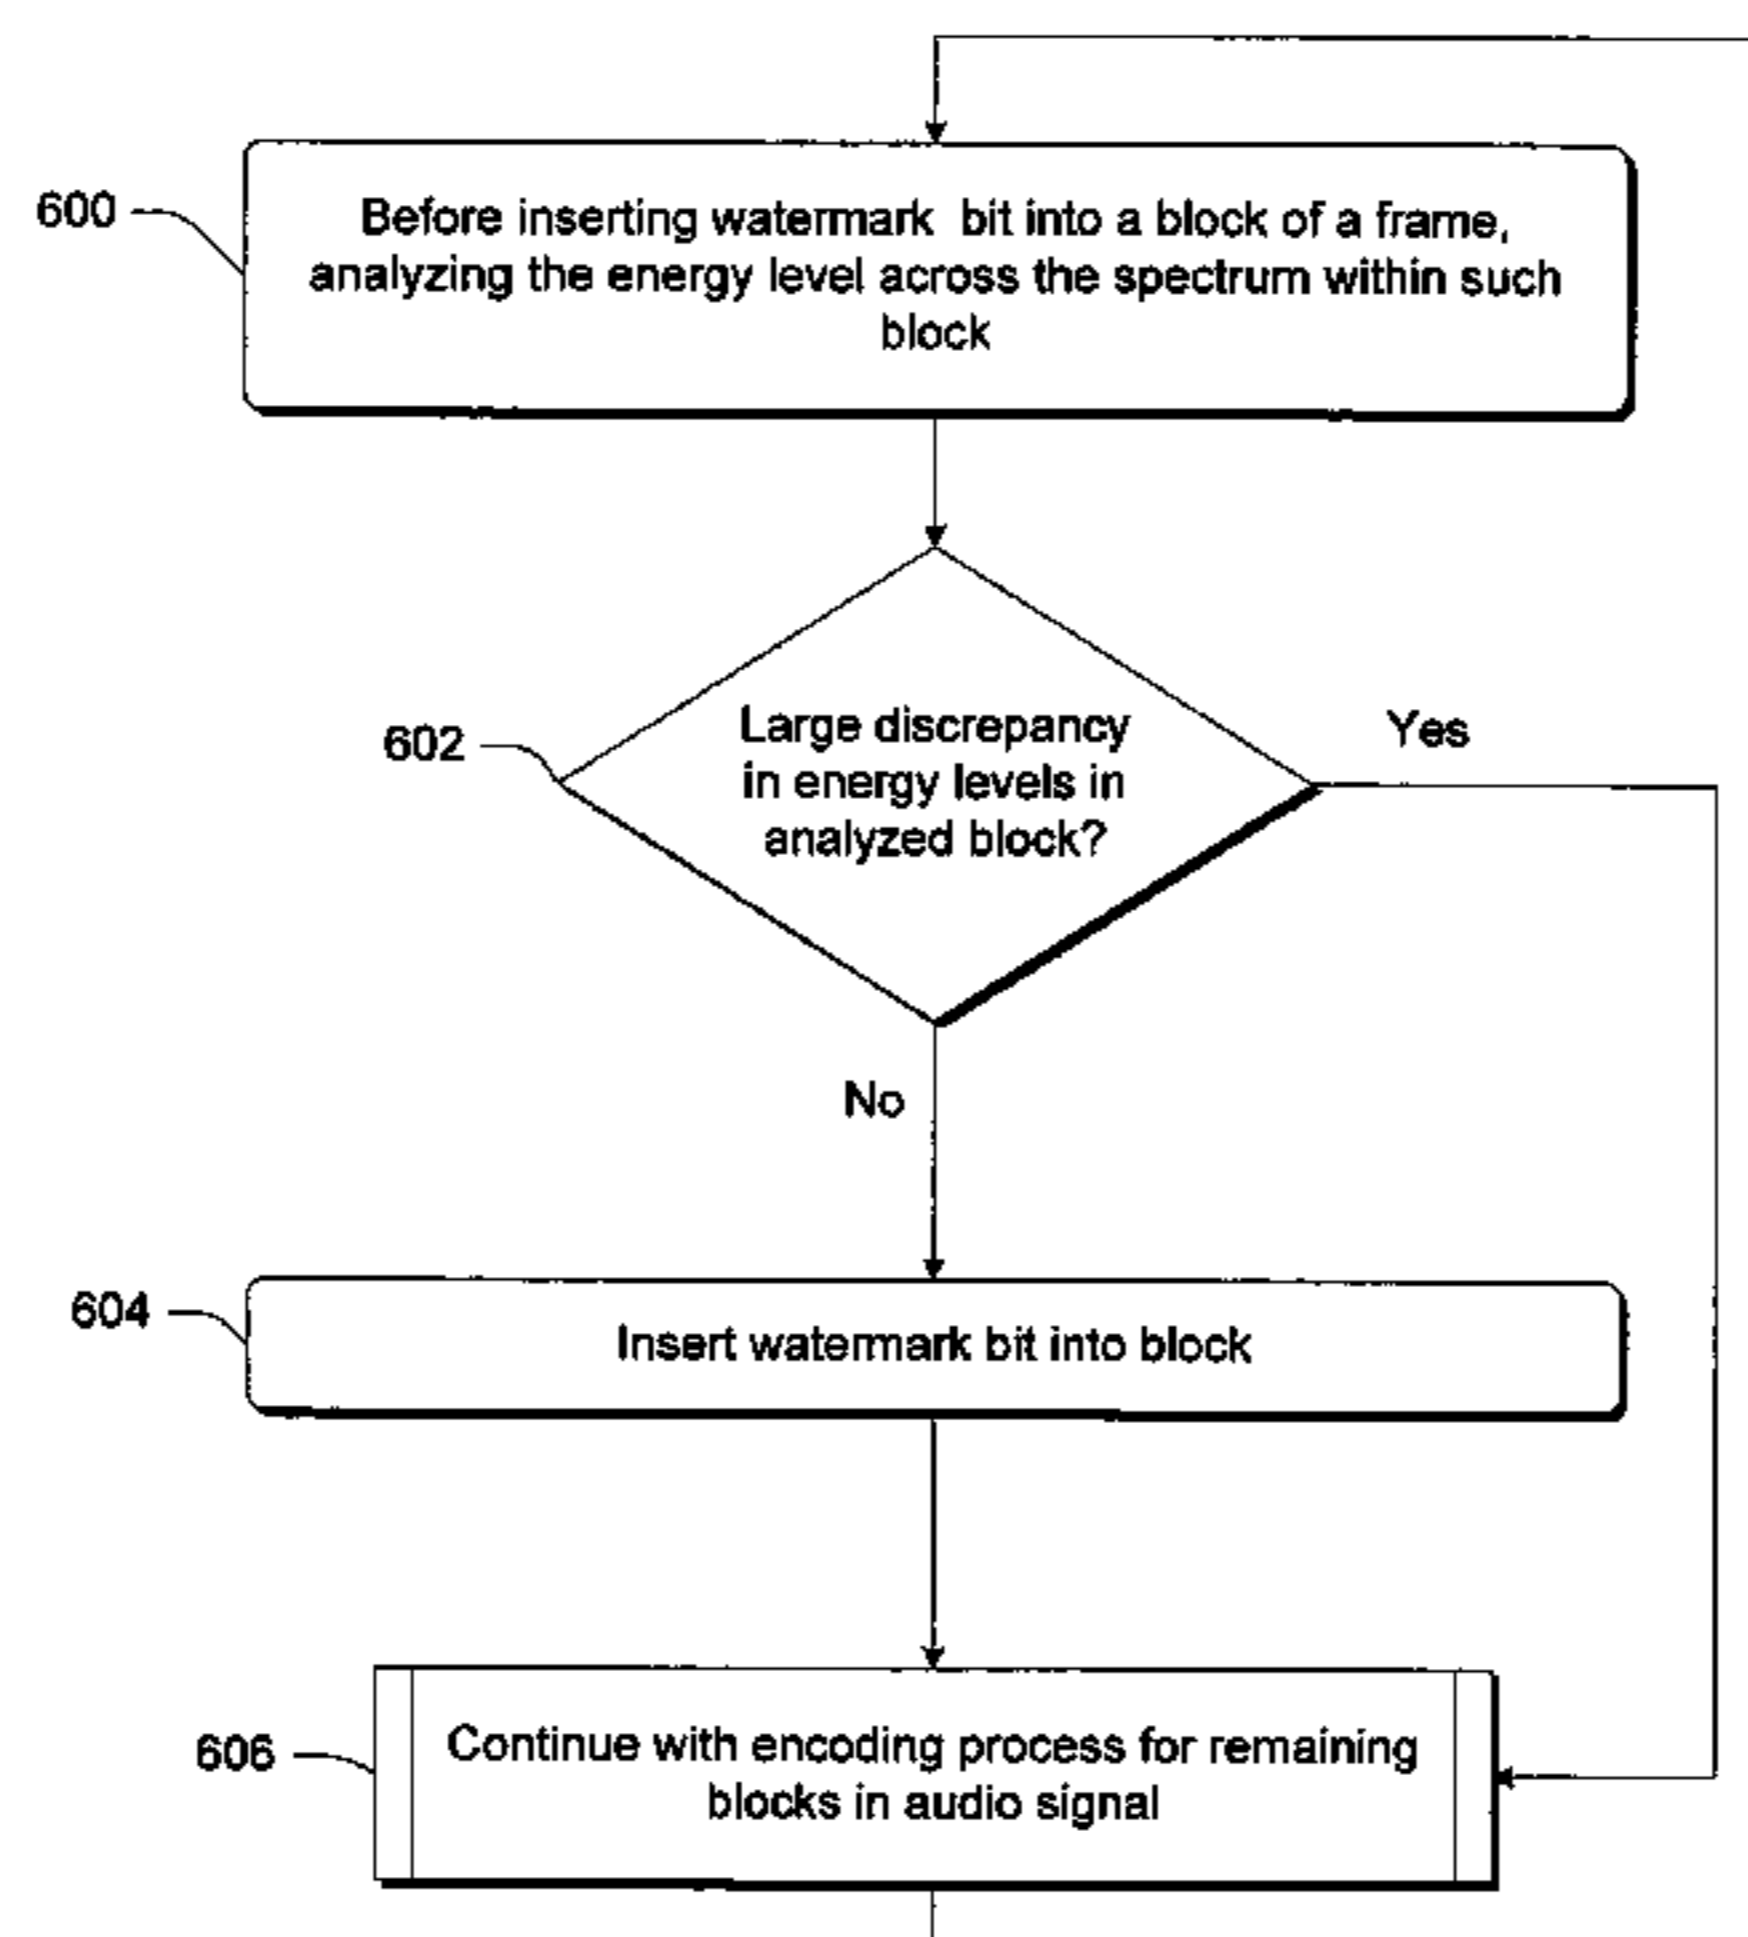 600
Before inserting watermark bit into a block of a frame,
analyzing the energy level across the spectrum within such
block
602
Large discrepancy
in energy levels in
analyzed block?
Yes
No
604
Insert watermark bit into block
606
Continue with encoding process for remaining
blocks in audio signal